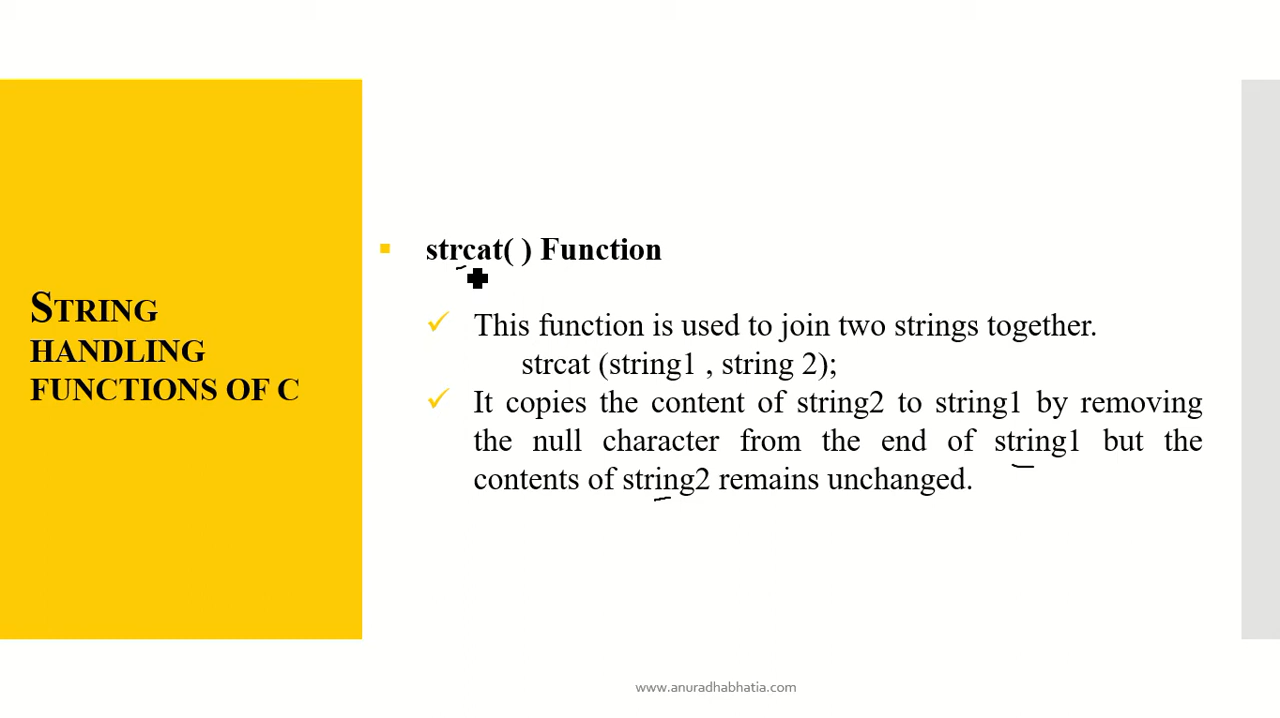 STRING
HANDLING
FUNCTIONS OF C
strcat( ) Function
This function is used to join two strings together.
strcat (string1 , string 2);
It copies the content of string2 to string1 by removing
the null character from the end of string1 but the
contents of string2 remains unchanged.
www.anuradhabhatia.com